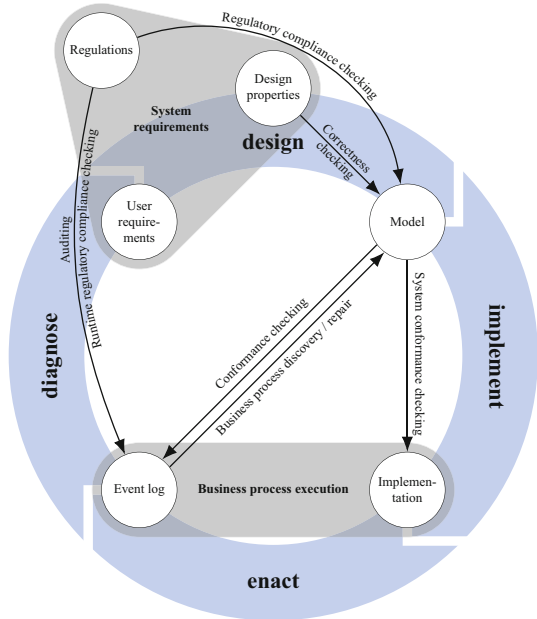 Regulatory compliance checking
Regulations
Design
properties
System
requirements
design
Correctness
checking
User
require-
ments
Model
Auditing
Runtime regulatory compliance checking
Conformance checking
Business process discovery / repair
System conformance checking
diagnose
implement
Event log
Business process execution
Implemen-
tation
enact